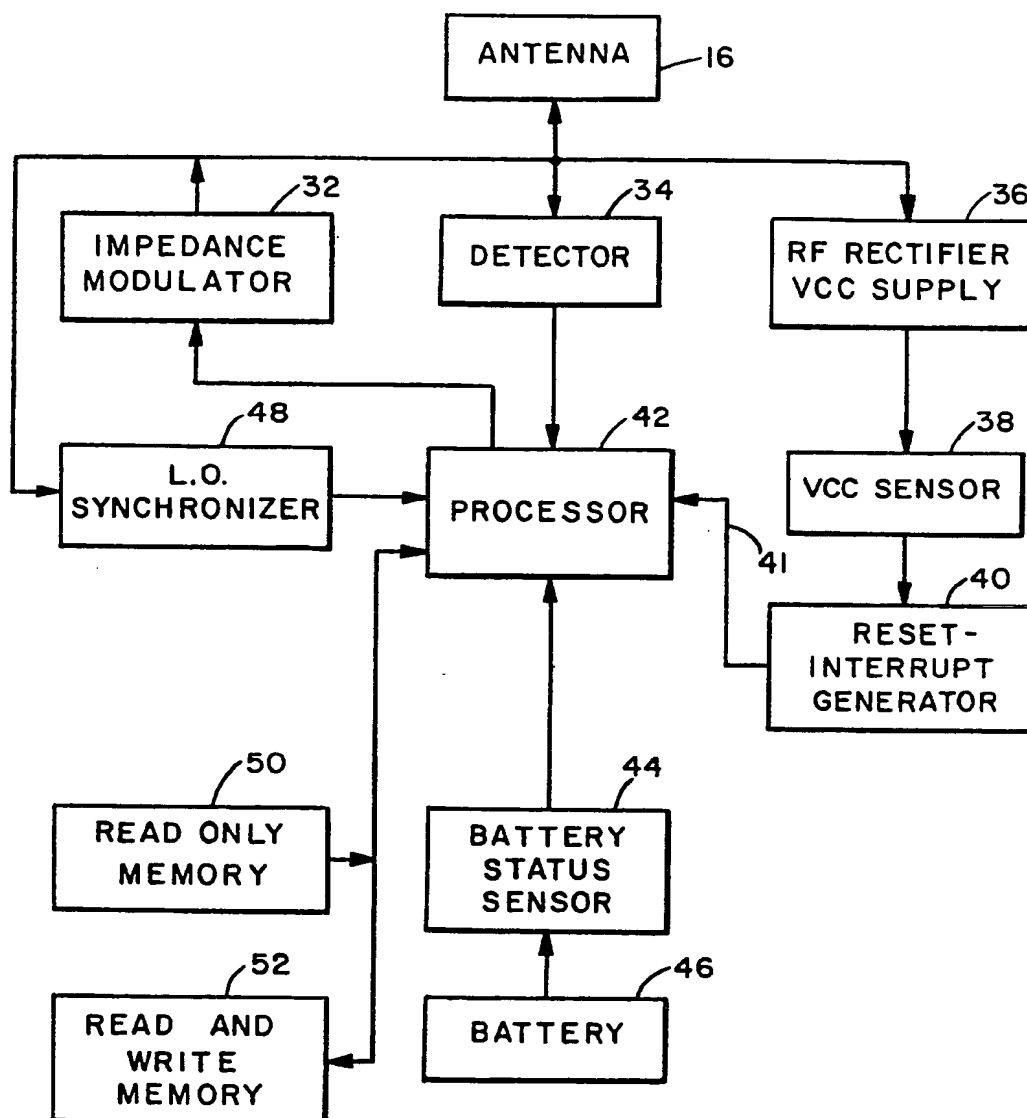 ANTENNA
16
32
34
36
IMPEDANCE
MODULATOR
DETECTOR
RF RECTIFIER
VCC SUPPLY
48
42
38
L.O.
SYNCHRONIZER
PROCESSOR
VCC SENSOR
41
40
RESET-
INTERRUPT
GENERATOR
50
44
READ ONLY
MEMORY
BATTERY
STATUS
SENSOR
52
46
READ AND
WRITE
MEMORY
BATTERY